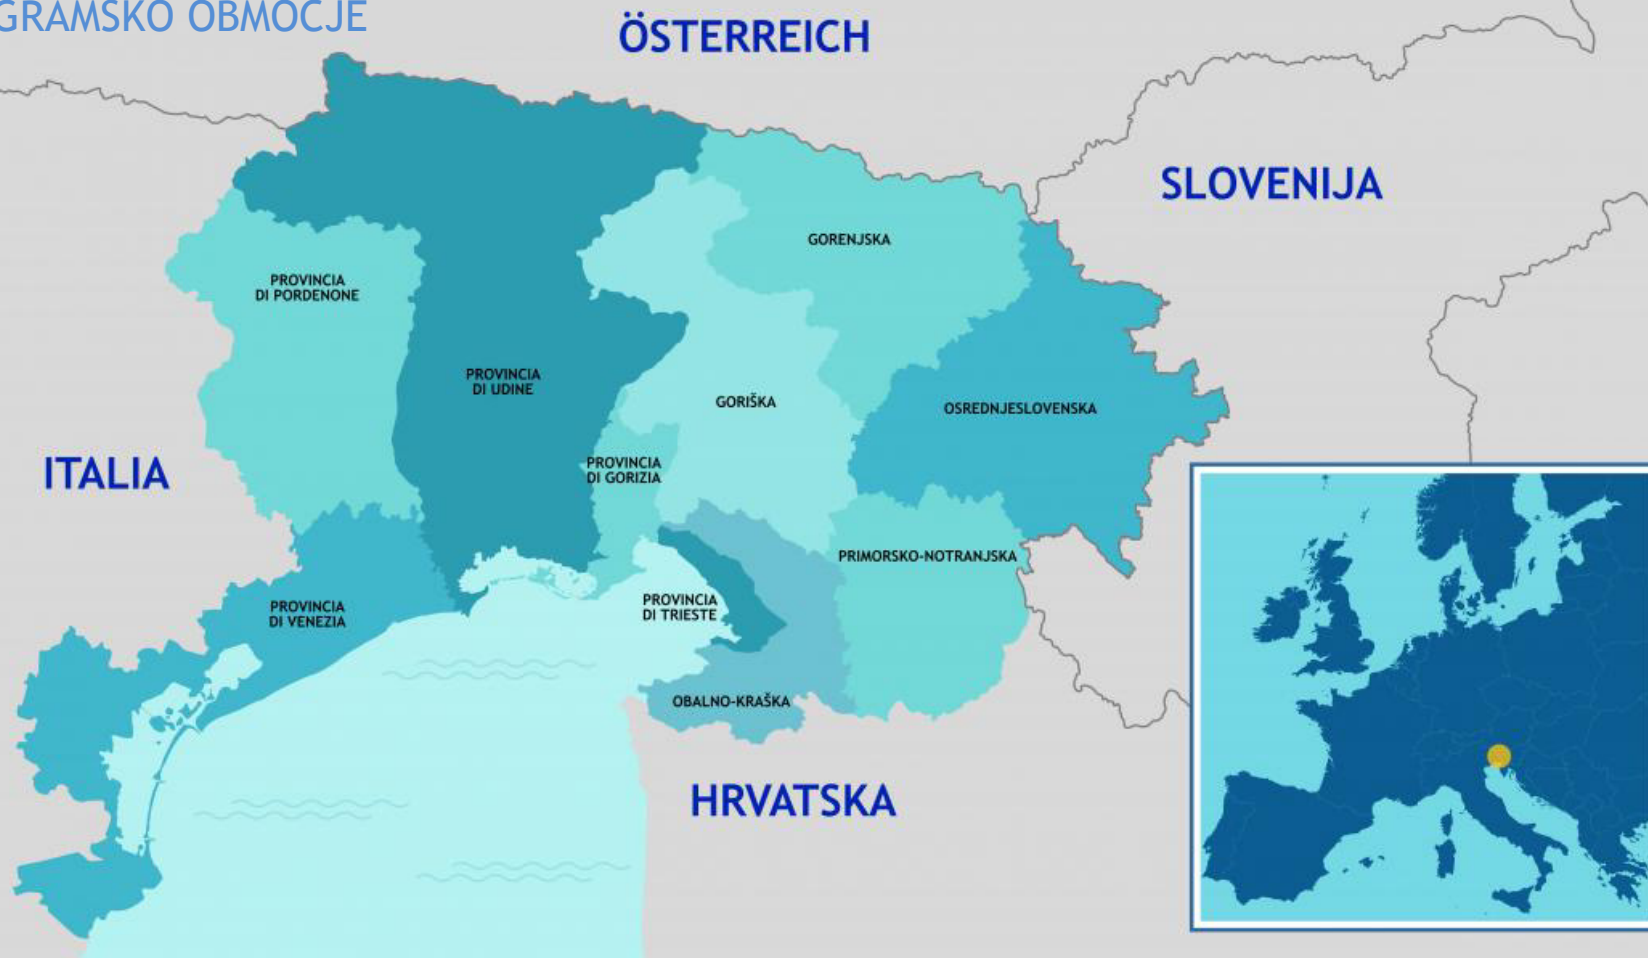 GRAMSKO OBMOČJE
ÖSTERREICH
SLOVENIJA
GORENJSKA
PROVINCIA
DI PORDENONE
PROVINCIA
DI UDINE
GORIŠKA
OSREDNJESLOVENSKA
ITALIA
PROVINCIA
DI GORIZIA
PRIMORSKO-NOTRANJSKA
PROVINCIA
DI VENEZIA
PROVINCIA
DI TRIESTE
OBALNO-KRAŠKA
HRVATSKA